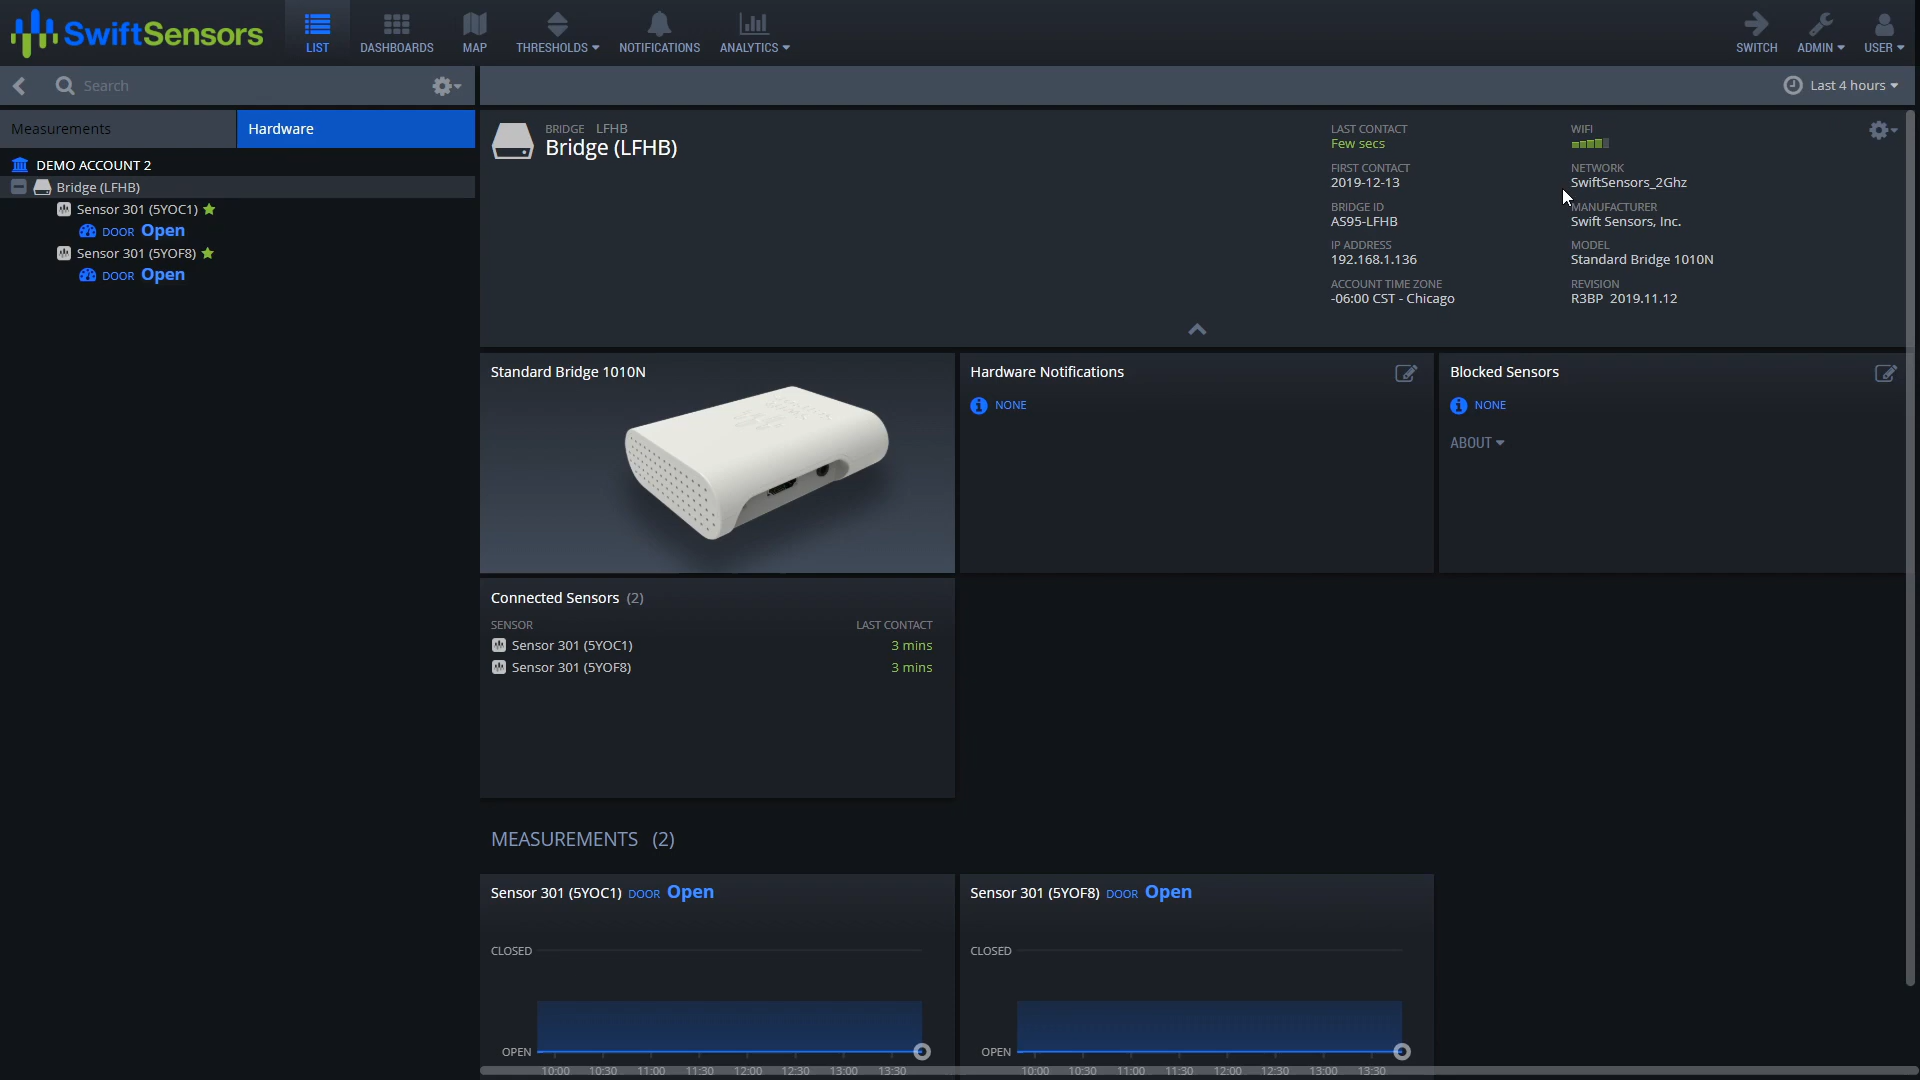 SwiftSensors
LIST
DASHBOARDS
MAP
THRESHOLDS
NOTIFICATIONS
ANALYTICS
SWITCH
ADMIN
USER
Search
Last 4 hours
Measurements
Hardware
DEMO ACCOUNT 2
Bridge (LFHB)
Sensor 301 (5YOC1)
DOOR Open
Sensor 301 (5YOF8)
DOOR Open
BRIDGE LFHB
Bridge (LFHB)
LAST CONTACT
Few secs
FIRST CONTACT
2019-12-13
BRIDGE ID
AS95-LFHB
IP ADDRESS
192.168.1.136
ACCOUNT TIME ZONE
-06:00 CST - Chicago
WIFI
NETWORK
SwiftSensors_2Ghz
MANUFACTURER
Swift Sensors, Inc.
MODEL
Standard Bridge 1010N
REVISION
R3BP 2019.11.12
Standard Bridge 1010N
Hardware Notifications
NONE
Blocked Sensors
NONE
ABOUT
Connected Sensors (2)
SENSOR LAST CONTACT
Sensor 301 (5YOC1) 3 mins
Sensor 301 (5YOF8) 3 mins
MEASUREMENTS (2)
Sensor 301 (5YOC1) DOOR Open
CLOSED
OPEN
10:00 10:30 11:00 11:30 12:00 12:30 13:00 13:30
Sensor 301 (5YOF8) DOOR Open
CLOSED
OPEN
10:00 10:30 11:00 11:30 12:00 12:30 13:00 13:30